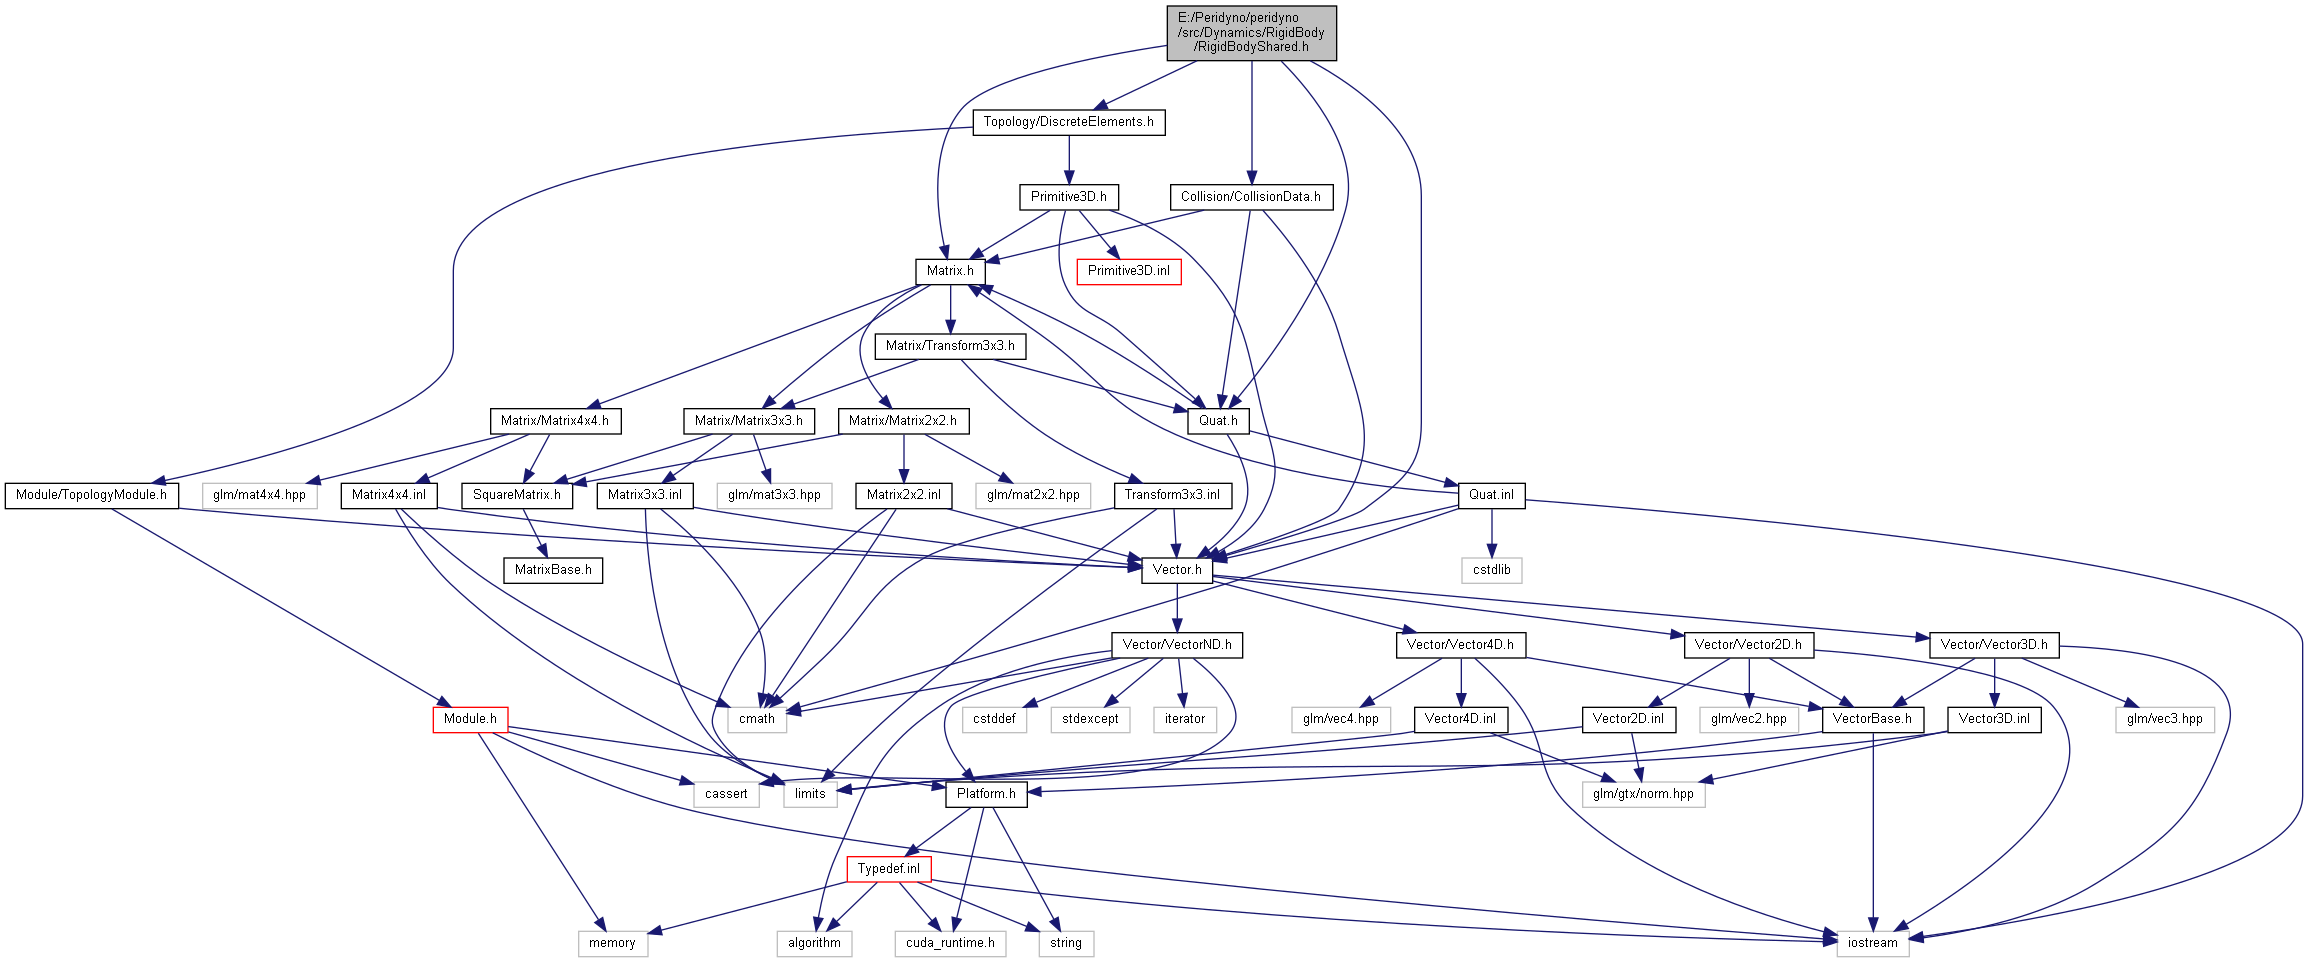 E:/Peridyno/peridyno
/src/Dynamics/RigidBody
/RigidBodyShared.h
Topology/DiscreteElements.h
Primitive3D.h
Collision/CollisionData.h
Matrix.h
Primitive3D.inl
Matrix/Transform3x3.h
Matrix/Matrix4x4.h
Matrix/Matrix3x3.h
Matrix/Matrix2x2.h
Quat.h
Module/TopologyModule.h
glm/mat4x4.hpp
Matrix4x4.inl
SquareMatrix.h
Matrix3x3.inl
glm/mat3x3.hpp
Matrix2x2.inl
glm/mat2x2.hpp
Transform3x3.inl
Quat.inl
MatrixBase.h
Vector.h
cstdlib
Vector/VectorND.h
Vector/Vector4D.h
Vector/Vector2D.h
Vector/Vector3D.h
Module.h
cmath
cstddef
stdexcept
iterator
glm/vec4.hpp
Vector4D.inl
Vector2D.inl
glm/vec2.hpp
VectorBase.h
Vector3D.inl
glm/vec3.hpp
cassert
limits
Platform.h
glm/gtx/norm.hpp
Typedef.inl
memory
algorithm
cuda_runtime.h
string
iostream